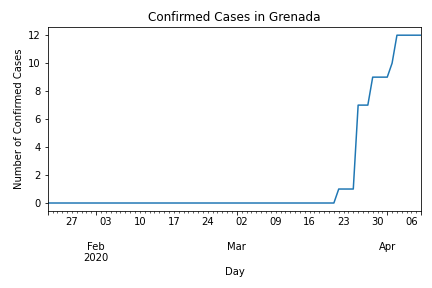 Confirmed Cases in Grenada
Number of Confirmed Cases
12
10
8
6
4
2
0
27 03 10 17 24 02 09 16 23 30 06
Feb Mar Apr
2020
Day